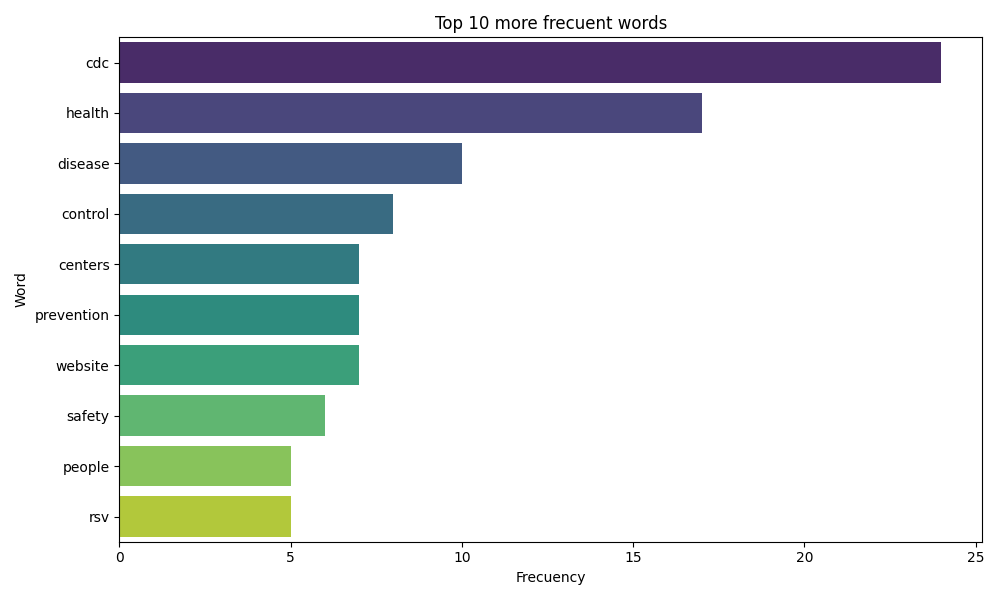 Top 10 more frecuent words
Word
cdc
health
disease
control
centers
prevention
website
safety
people
rsv
0 5 10 15 20 25
Frecuency